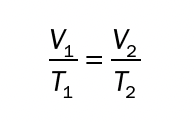 V₁/T₁ = V₂/T₂